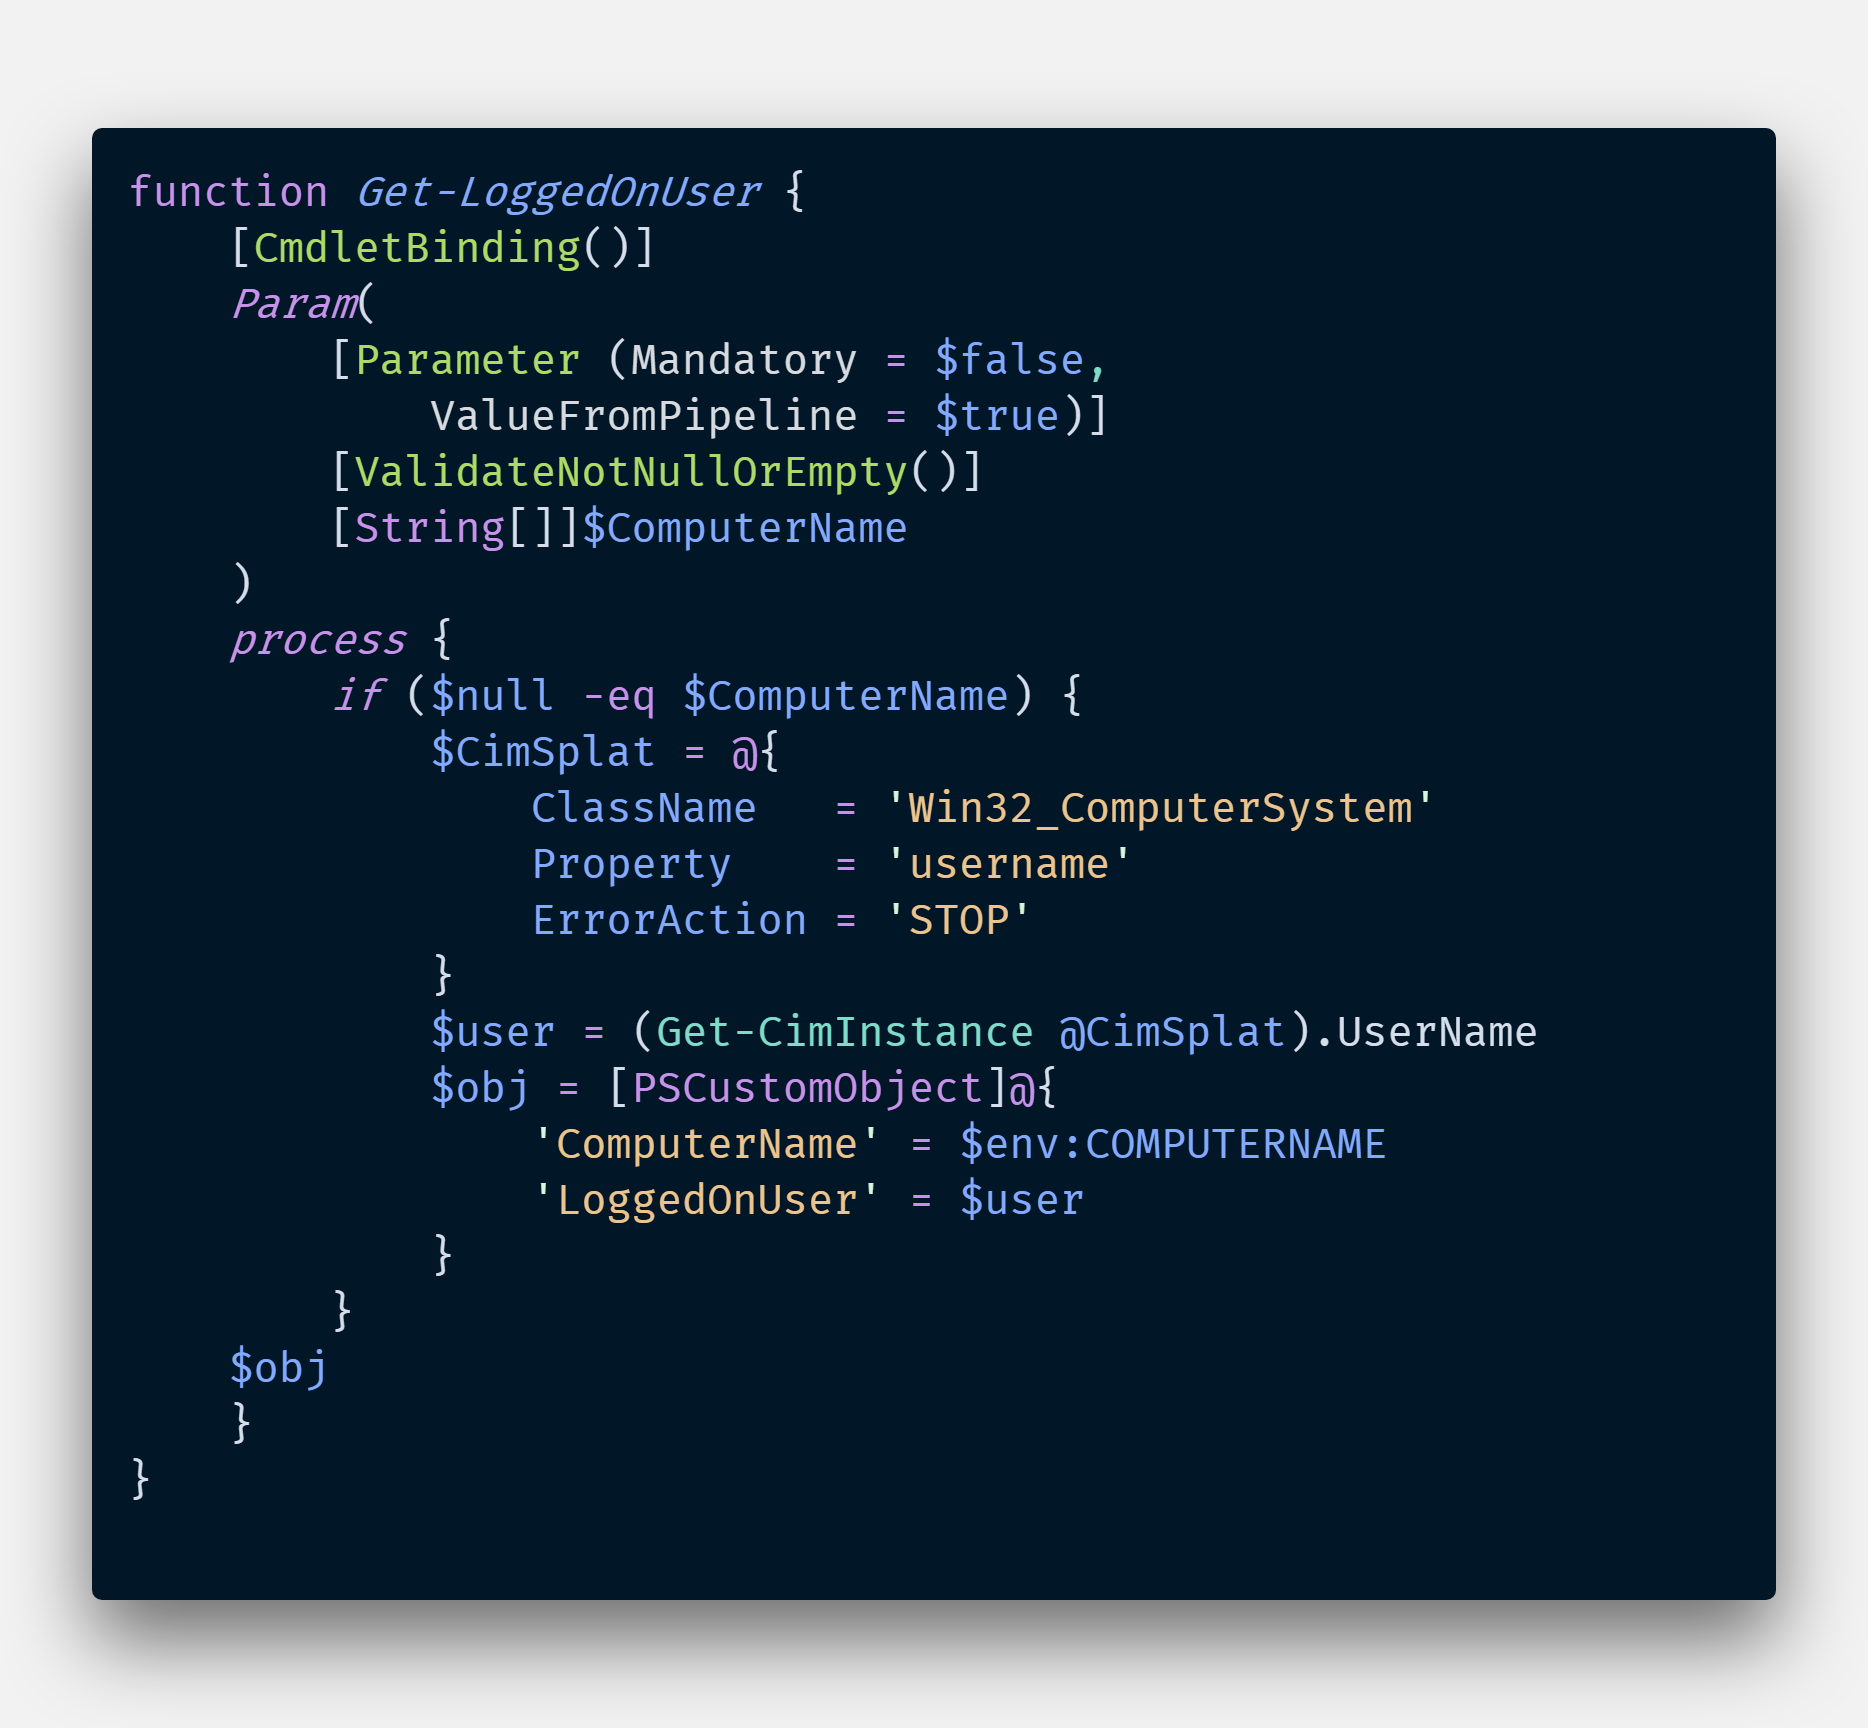 function Get-LoggedOnUser {
    [CmdletBinding()]
    Param(
        [Parameter (Mandatory = $false,
            ValueFromPipeline = $true)]
        [ValidateNotNullOrEmpty()]
        [String[]]$ComputerName
    )
    process {
        if ($null -eq $ComputerName) {
            $CimSplat = @{
                ClassName   = 'Win32_ComputerSystem'
                Property    = 'username'
                ErrorAction = 'STOP'
            }
            $user = (Get-CimInstance @CimSplat).UserName
            $obj = [PSCustomObject]@{
                'ComputerName' = $env:COMPUTERNAME
                'LoggedOnUser' = $user
            }
        }
    $obj
    }
}